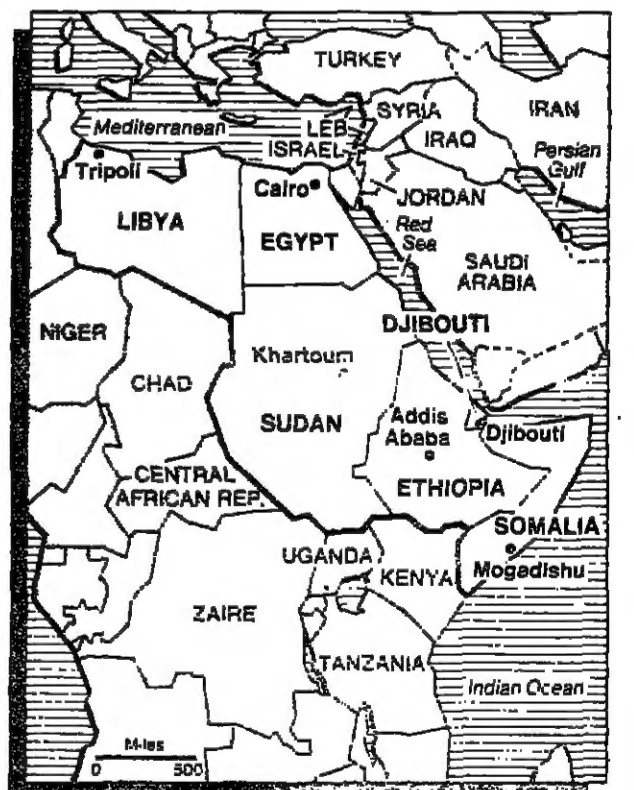 TURKEY
SYRIA
IRAN
Mediterranean
LEB
ISRAEL
IRAQ
Persian
Gulf
Tripoli
Cairo
JORDAN
LIBYA
EGYPT
Red
Sea
SAUDI
ARABIA
NIGER
DJIBOUTI
Khartoum
CHAD
SUDAN
Addis
Ababa
Djibouti
CENTRAL
AFRICAN REP.
ETHIOPIA
SOMALIA
UGANDA
KENYA
Mogadishu
ZAIRE
TANZANIA
Indian Ocean
Miles
0 500